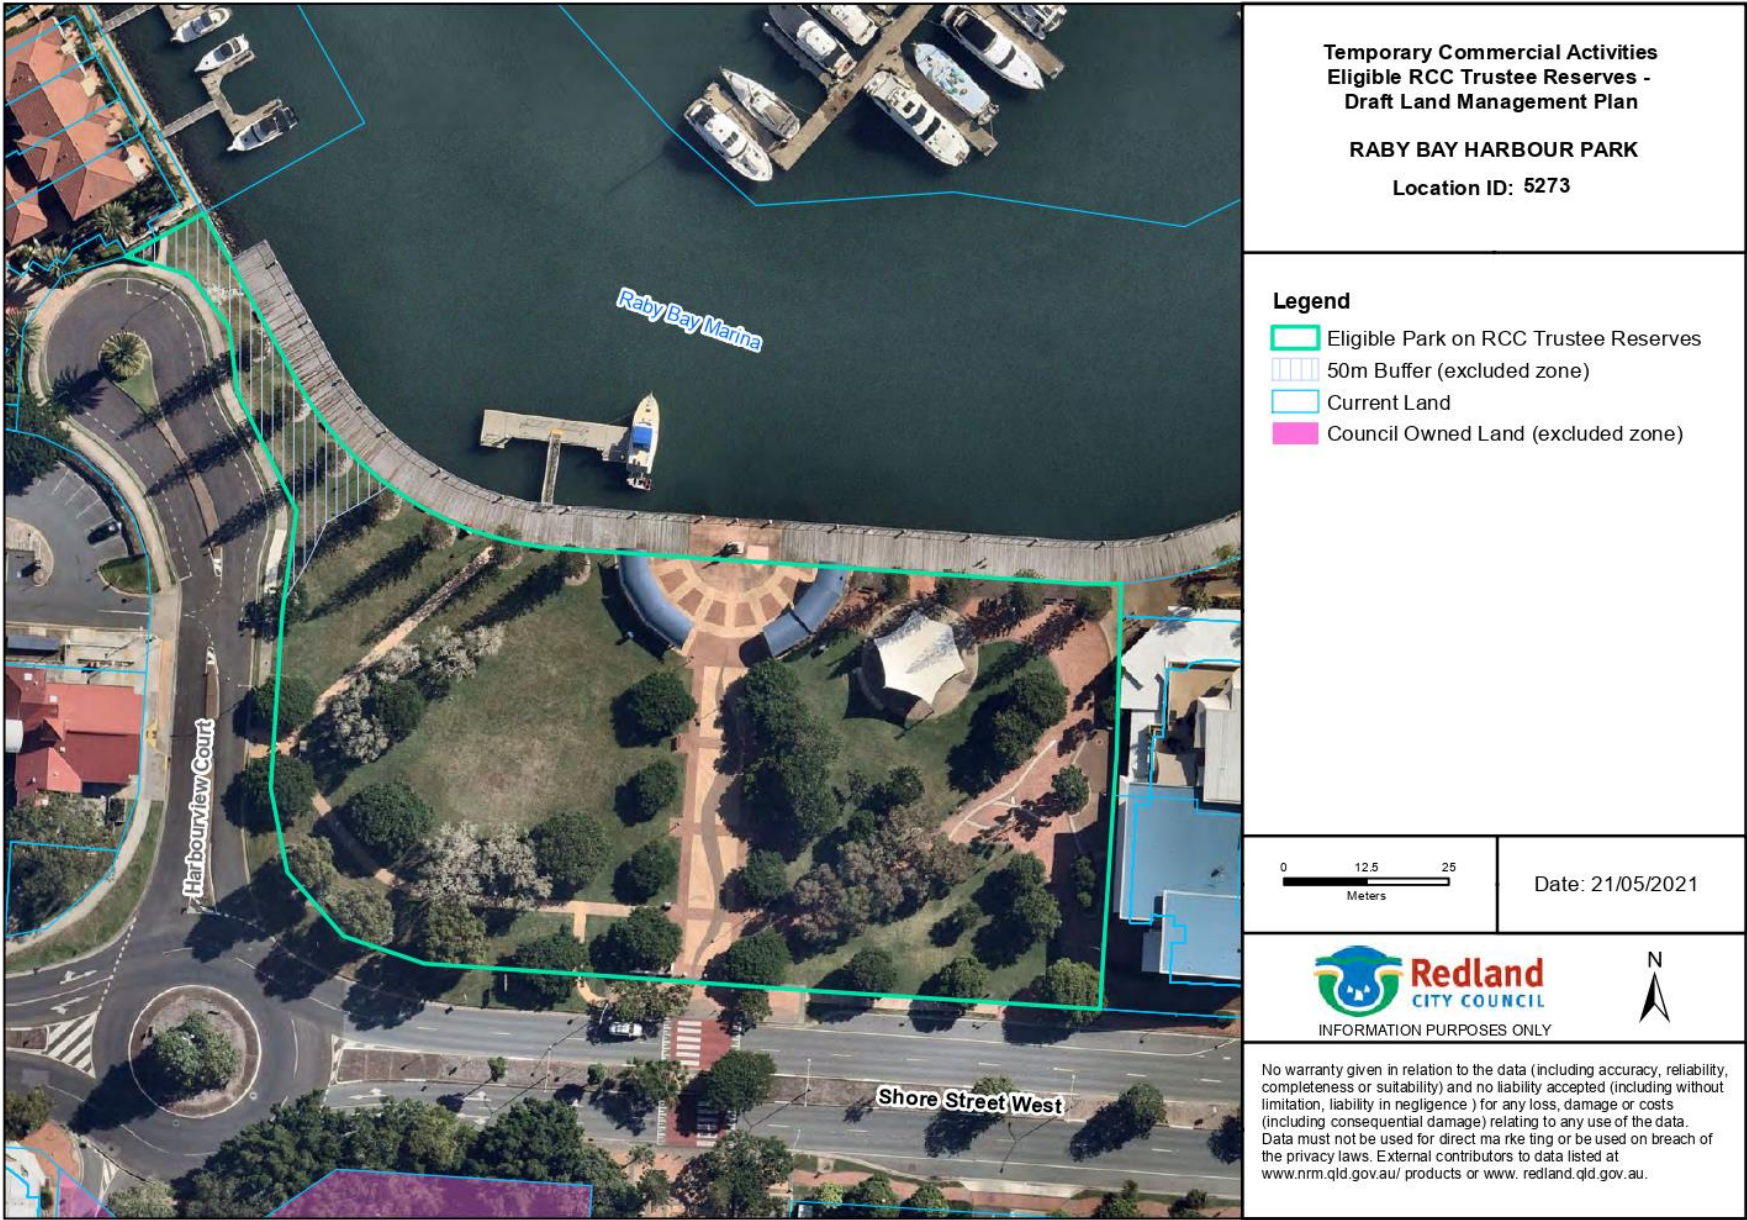 Temporary Commercial Activities
Eligible RCC Trustee Reserves -
Draft Land Management Plan
RABY BAY HARBOUR PARK
Location ID: 5273
Raby Bay Marina
Harbourview Court
Shore Street West
Legend
Eligible Park on RCC Trustee Reserves
50m Buffer (excluded zone)
Current Land
Council Owned Land (excluded zone)
0 12.5 25
Meters
Date: 21/05/2021
Redland
CITY COUNCIL
N
INFORMATION PURPOSES ONLY
No warranty given in relation to the data (including accuracy, reliability,
completeness or suitability) and no liability accepted (including without
limitation, liability in negligence ) for any loss, damage or costs
(including consequential damage) relating to any use of the data.
Data must not be used for direct ma rke ting or be used on breach of
the privacy laws. External contributors to data listed at
www.nrm.qld.gov.au/ products or www. redland.qld.gov.au.